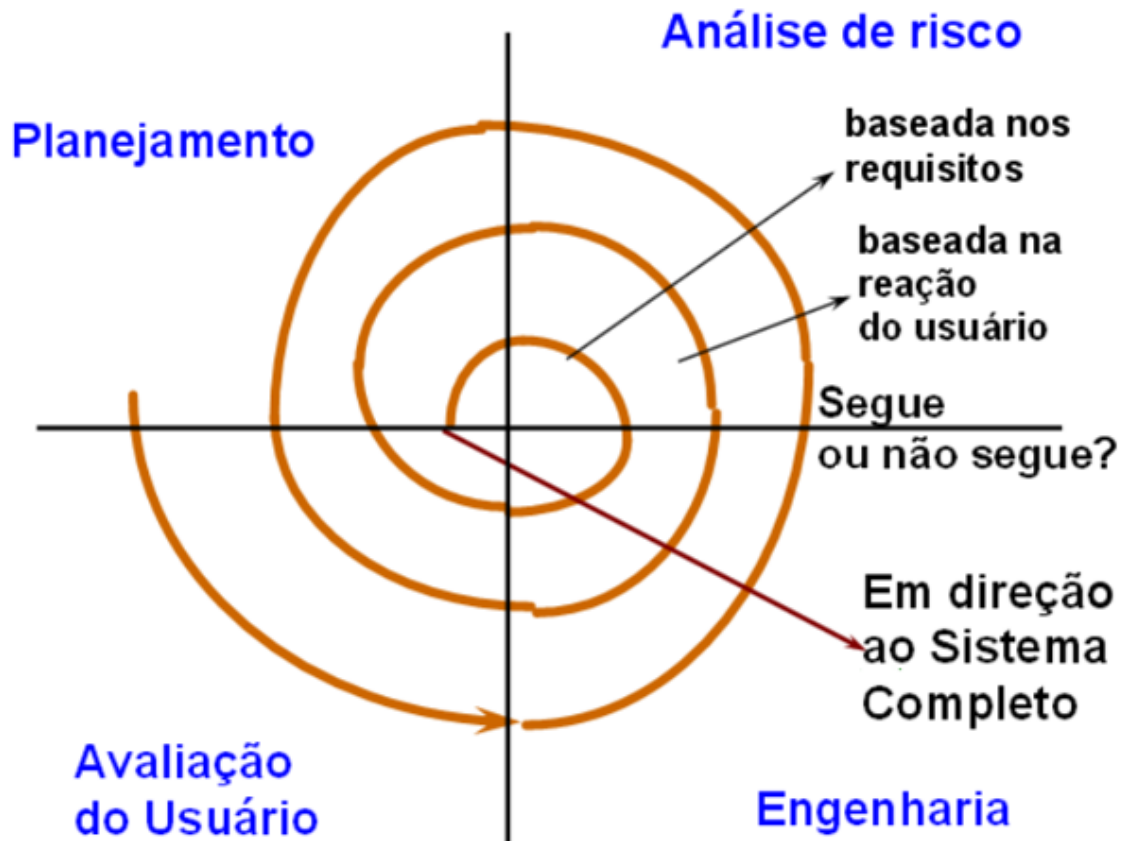 Análise de risco
Planejamento
baseada nos
requisitos
baseada na
reação
do usuário
Segue
ou não segue?
Em direção
ao Sistema
Completo
Avaliação
do Usuário
Engenharia